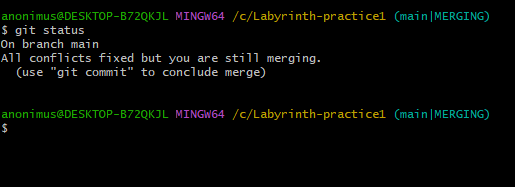 anonimus@DESKTOP-B72QKJL MINGW64 /c/Labyrinth-practice1 (main|MERGING)
$ git status
On branch main
All conflicts fixed but you are still merging.
  (use "git commit" to conclude merge)
anonimus@DESKTOP-B72QKJL MINGW64 /c/Labyrinth-practice1 (main|MERGING)
$